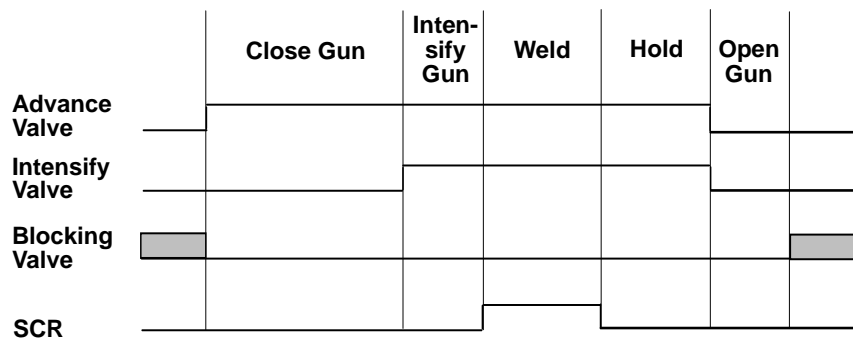 Close Gun
Inten-
sify
Gun
Weld
Hold
Open
Gun
Advance
Valve
Intensify
Valve
Blocking
Valve
SCR